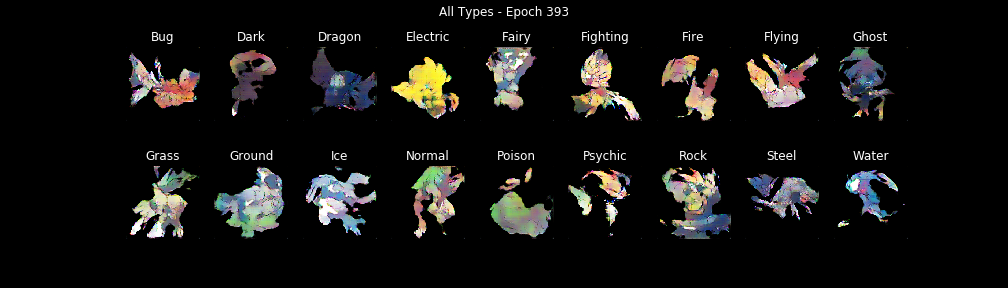 All Types - Epoch 393
Bug Dark Dragon Electric Fairy Fighting Fire Flying Ghost
Grass Ground Ice Normal Poison Psychic Rock Steel Water